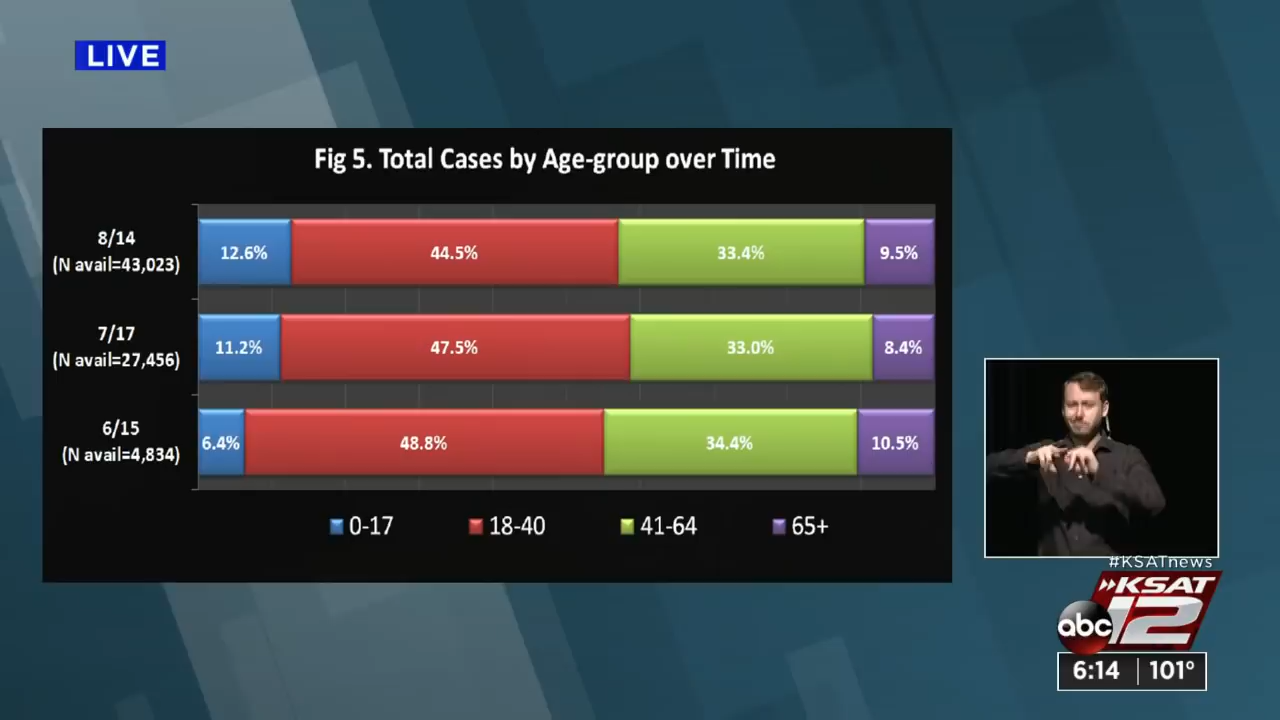 LIVE
Fig 5. Total Cases by Age-group over Time
8/14
(N avail=43,023)
12.6%
44.5%
33.4%
9.5%
7/17
(N avail=27,456)
11.2%
47.5%
33.0%
8.4%
6/15
(N avail=4,834)
6.4%
48.8%
34.4%
10.5%
0-17
18-40
41-64
65+
#KSATnews
KSAT
abc 12
6:14
101°